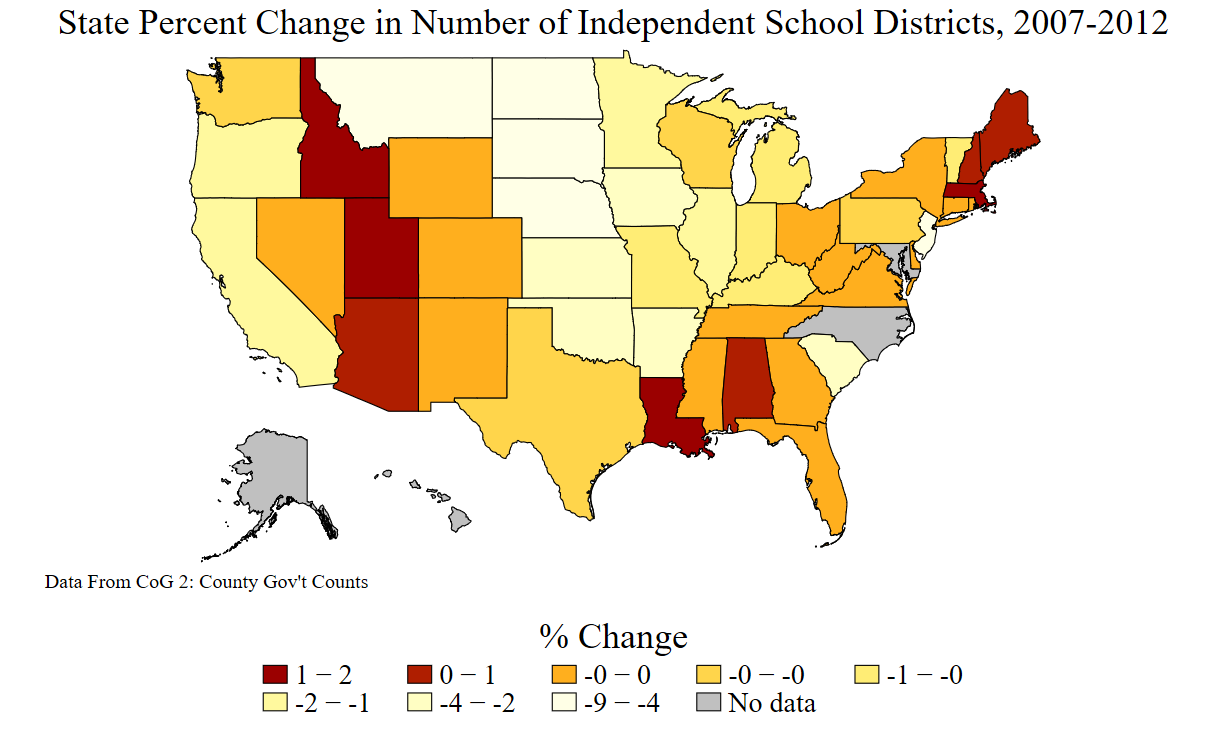 State Percent Change in Number of Independent School Districts, 2007-2012
Data From CoG 2: County Gov't Counts
% Change
1 − 2 0 − 1 -0 − 0 -0 − -0 -1 − -0
-2 − -1 -4 − -2 -9 − -4 No data